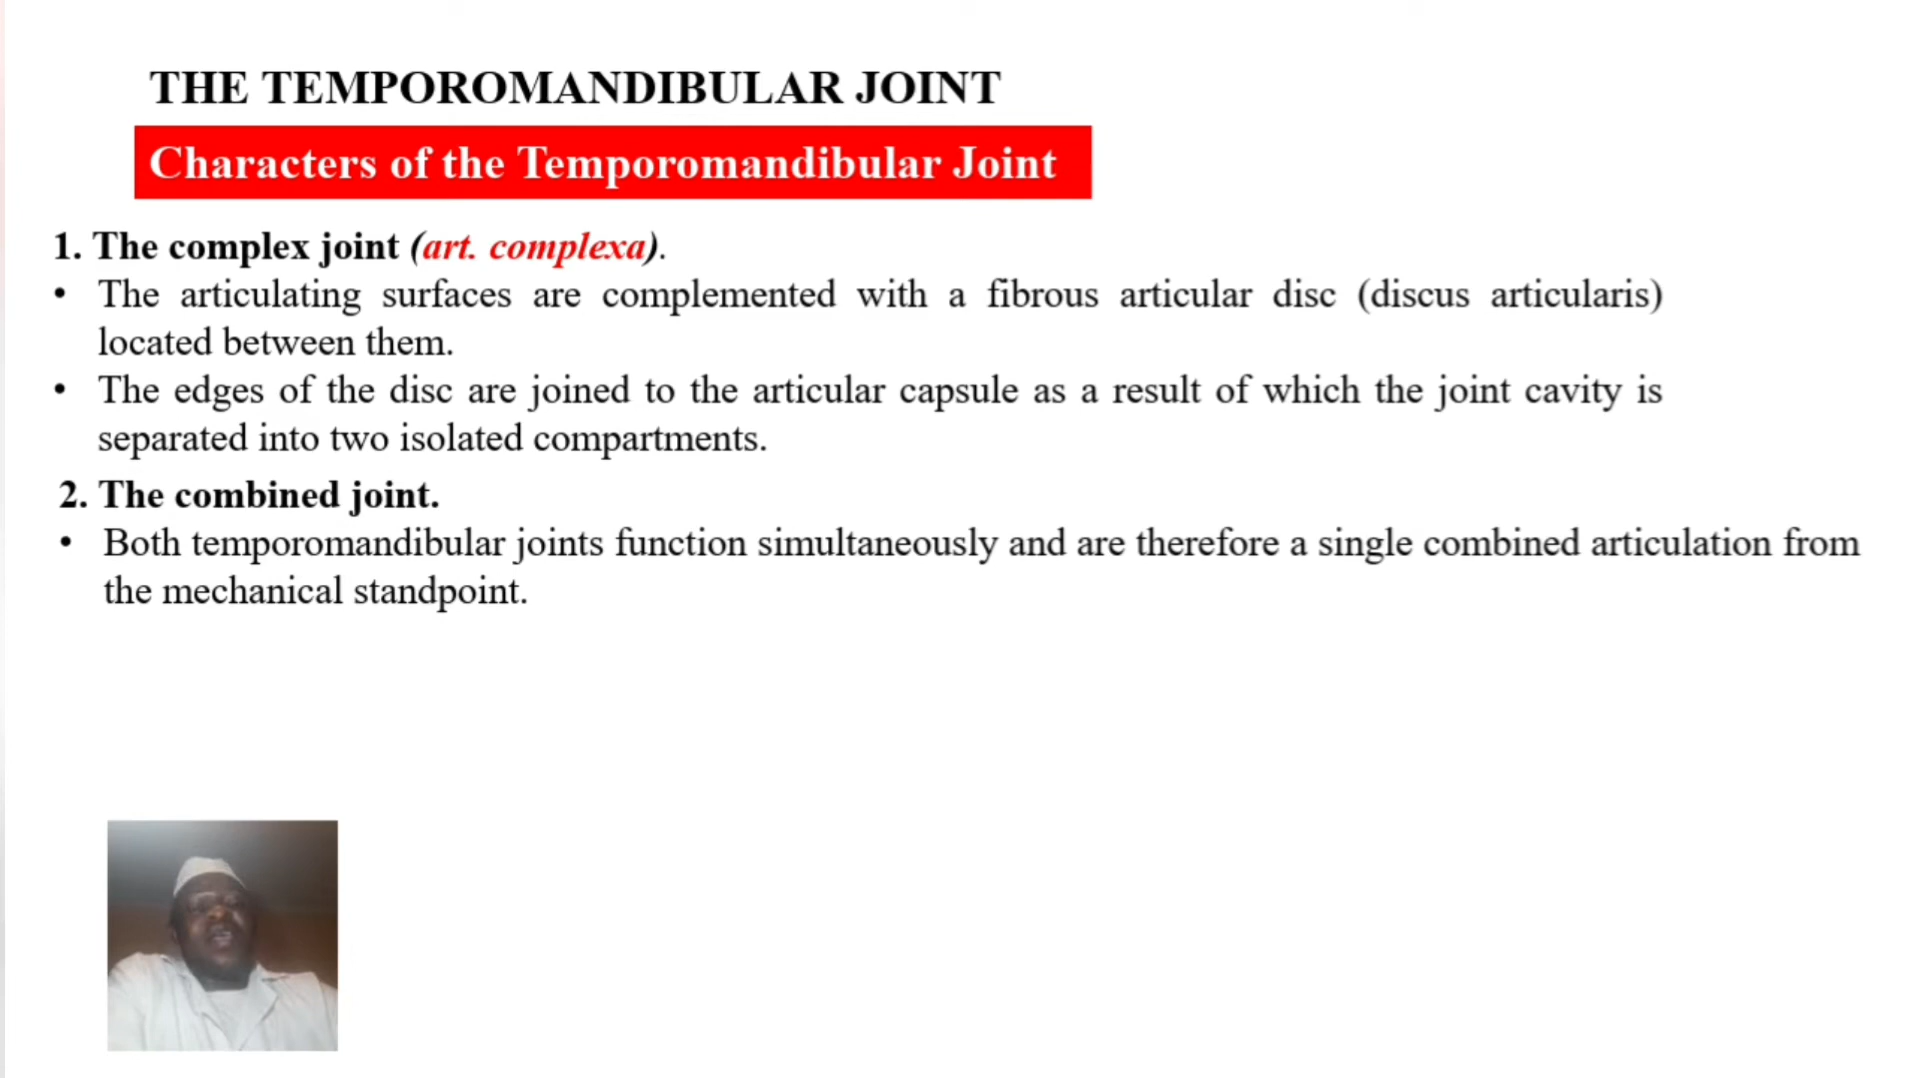 THE TEMPOROMANDIBULAR JOINT
Characters of the Temporomandibular Joint
1. The complex joint (art. complexa).
• The articulating surfaces are complemented with a fibrous articular disc (discus articularis)
located between them.
• The edges of the disc are joined to the articular capsule as a result of which the joint cavity is
separated into two isolated compartments.
2. The combined joint.
• Both temporomandibular joints function simultaneously and are therefore a single combined articulation from
the mechanical standpoint.